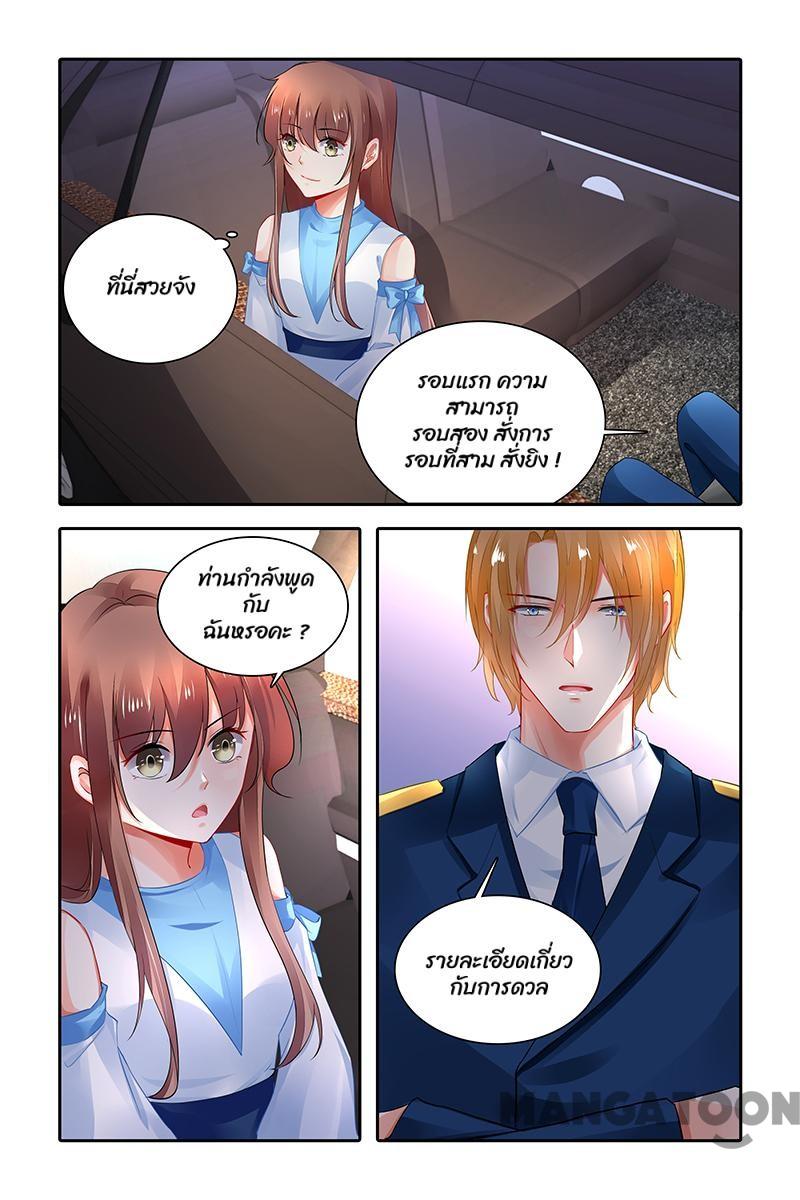 ที่นี่สวยจัง
รอบแรก ความ
สามารถ
รอบสอง สั่งการ
รอบที่สาม สั่งยิง !
ท่านกำลังพูด
กับ
ฉันหรอคะ ?
รายละเอียดเกี่ยว
กับการดวล
MANGATOON